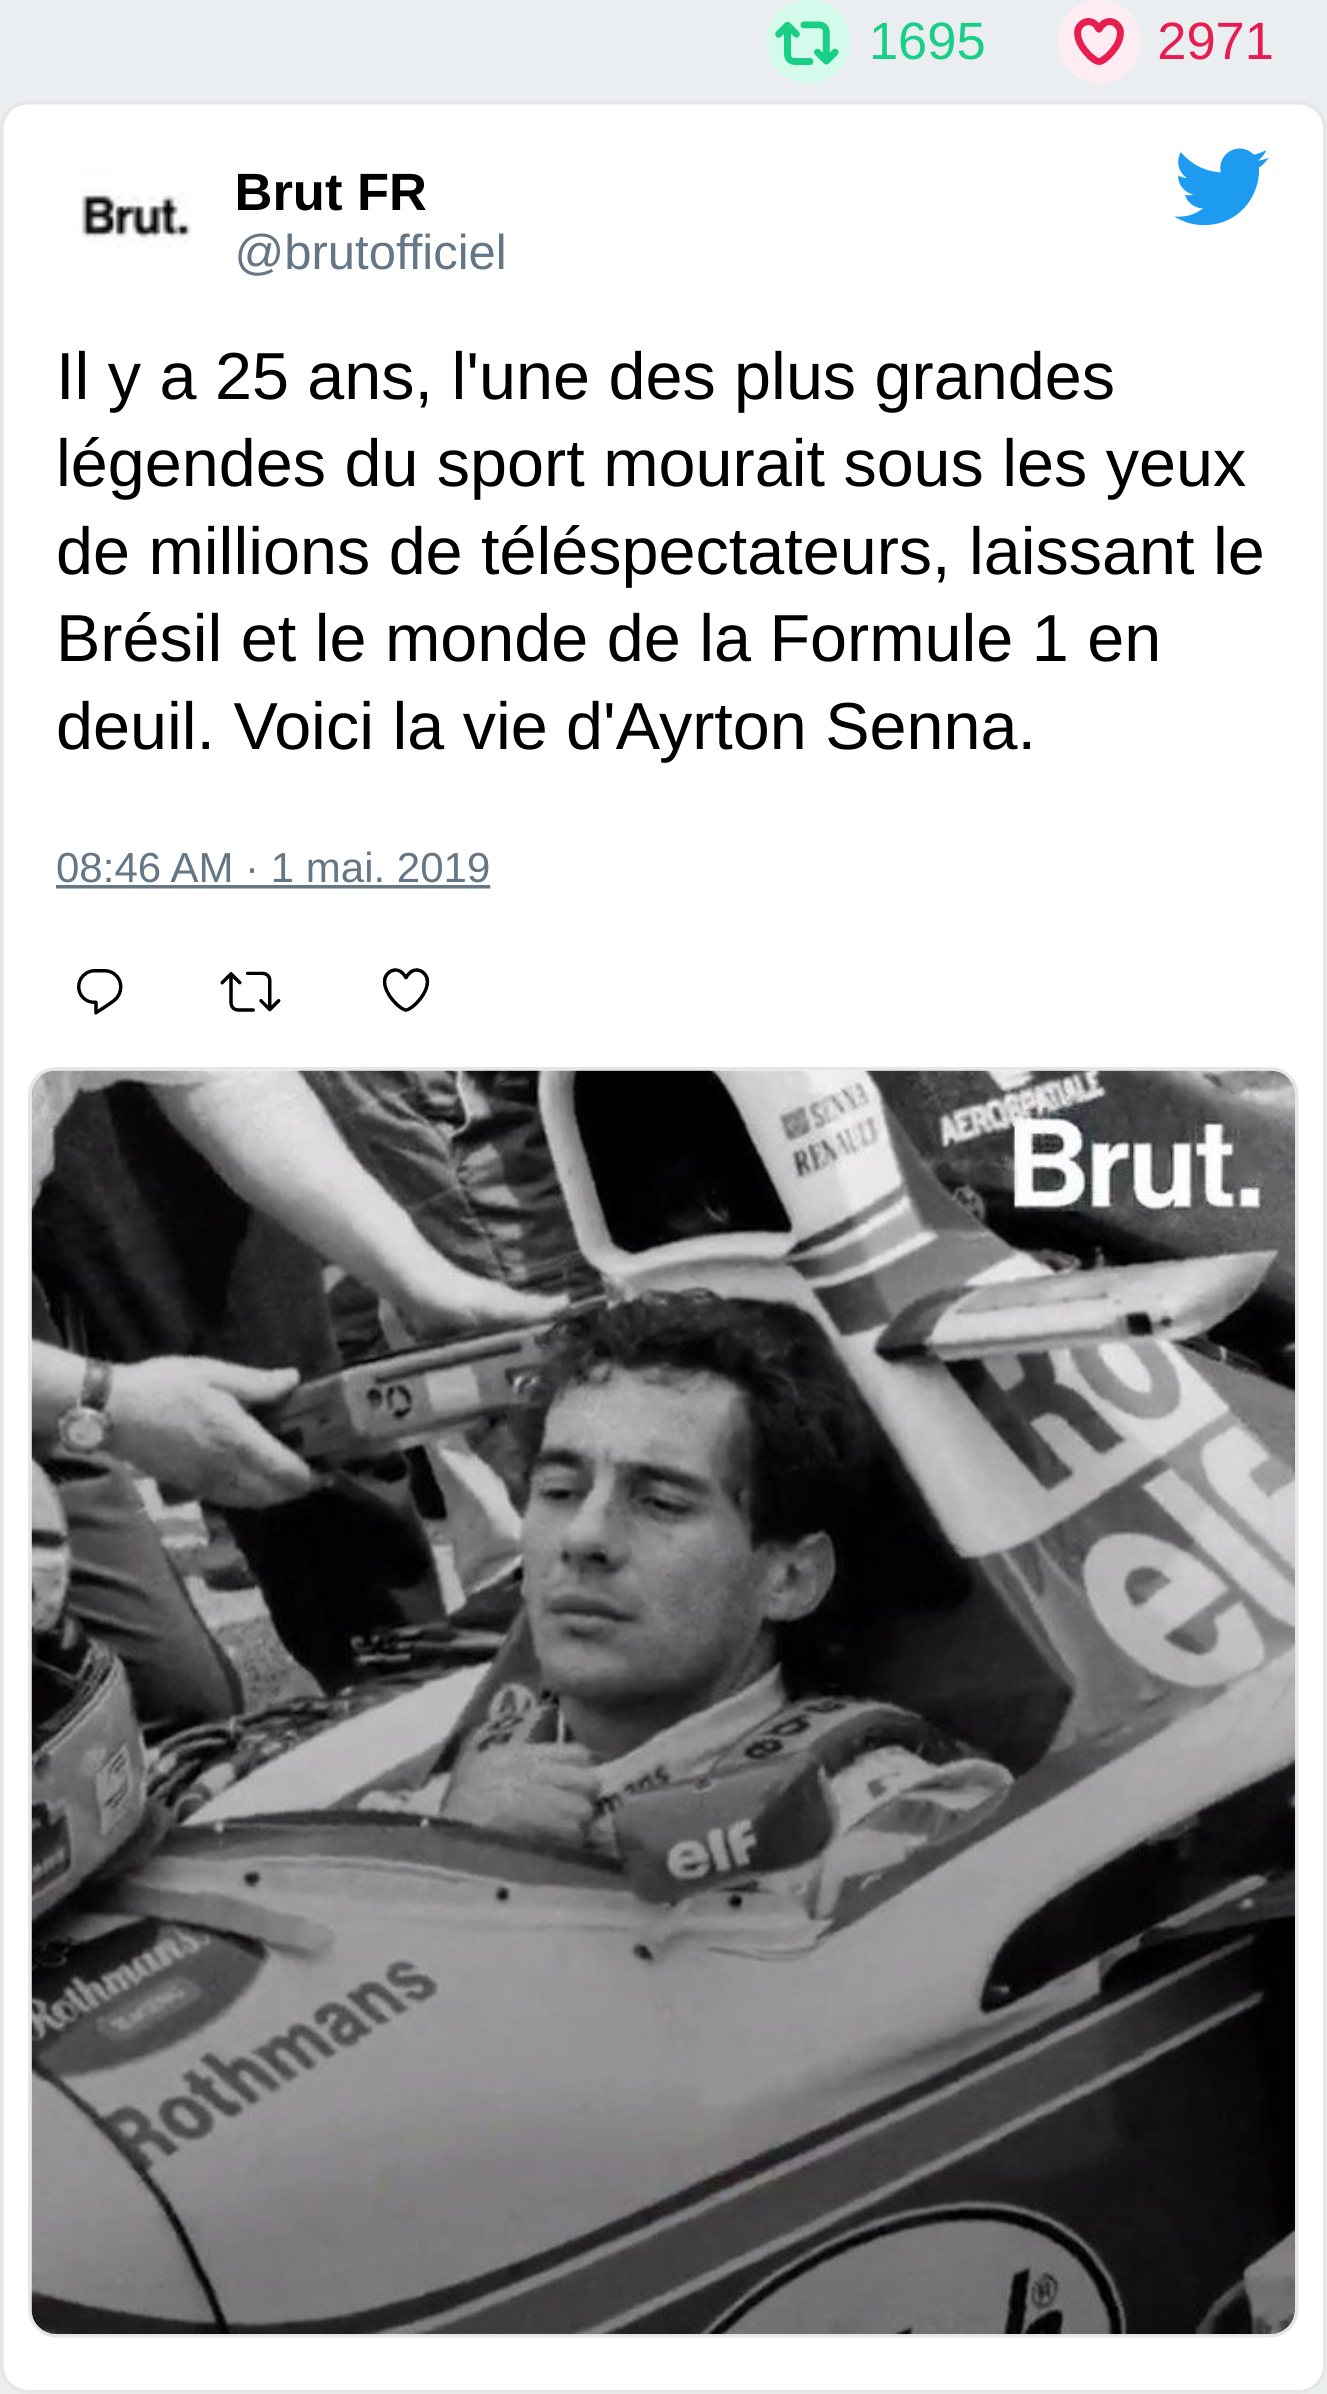 1695 2971
Brut.
Brut FR
@brutofficiel
Il y a 25 ans, l'une des plus grandes
légendes du sport mourait sous les yeux
de millions de téléspectateurs, laissant le
Brésil et le monde de la Formule 1 en
deuil. Voici la vie d'Ayrton Senna.
08:46 AM · 1 mai. 2019
SENNA
RENAULT
AEROSPATIALE
Brut.
Ro
elf
elf
Rothmans
RACING
Rothmans